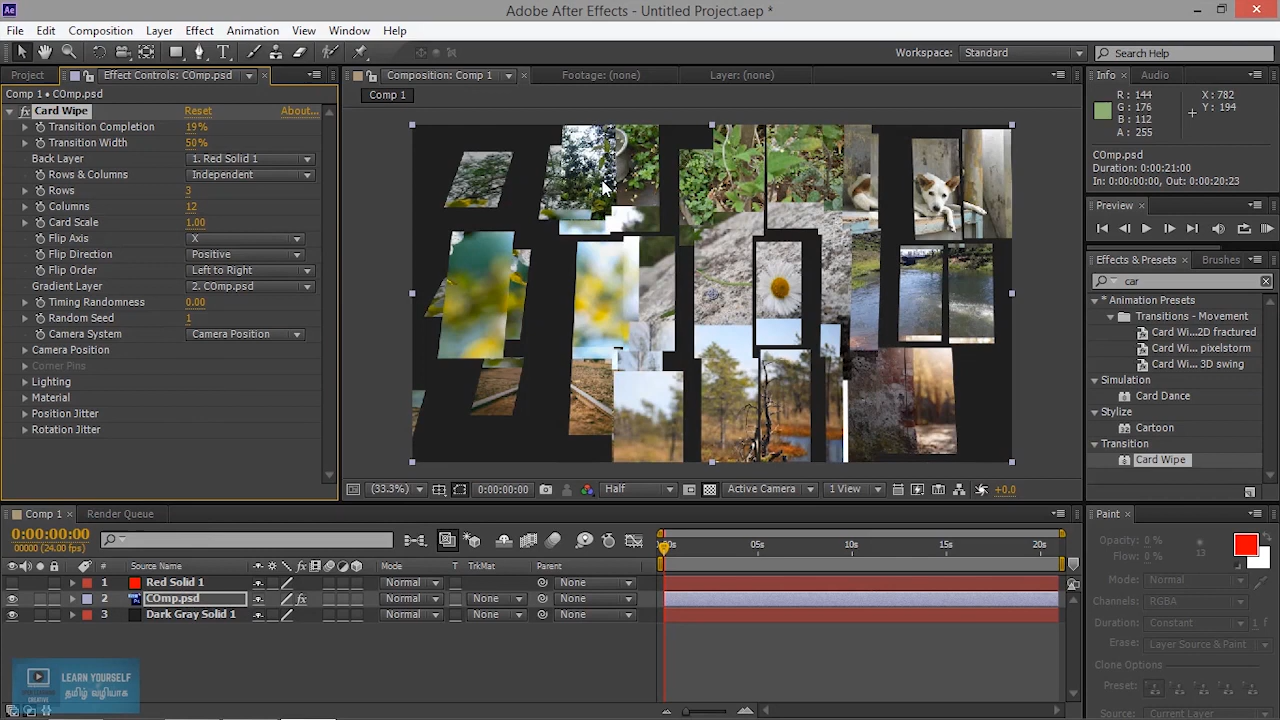 Adobe After Effects - Untitled Project.aep *
File Edit Composition Layer Effect Animation View Window Help
Workspace: Standard Search Help
Project Effect Controls: COmp.psd Composition: Comp 1 Footage: (none) Layer: (none) Info Audio
Comp 1 • COmp.psd
Comp 1
fx Card Wipe Reset About...
Transition Completion 19%
Transition Width 50%
Back Layer 1. Red Solid 1
Rows & Columns Independent
Rows 3
Columns 12
Card Scale 1.00
Flip Axis X
Flip Direction Positive
Flip Order Left to Right
Gradient Layer 2. COmp.psd
Timing Randomness 0.00
Random Seed 1
Camera System Camera Position
Camera Position
Corner Pins
Lighting
Material
Position Jitter
Rotation Jitter
R: 144 X: 782
G: 176 Y: 194
B: 112
A: 255
COmp.psd
Duration: 0:00:21:00
In: 0:00:00:00, Out: 0:00:20:23
Preview
Effects & Presets Brushes
car
* Animation Presets
Transitions - Movement
Card Wi...2D fractured
Card Wi... pixelstorm
Card Wi... 3D swing
Simulation
Card Dance
Stylize
Cartoon
Transition
Card Wipe
(33.3%) 0:00:00:00 Half Active Camera 1 View +0.0
Comp 1 Render Queue
0:00:00:00
00000 (24.00 fps)
05s 10s 15s 20s
# Source Name Mode T TrkMat Parent
1 Red Solid 1 Normal None
2 COmp.psd fx Normal None None
3 Dark Gray Solid 1 Normal None None
Paint
Opacity: 0 %
Flow: 0 %
13
Mode: Normal
Channels: RGBA
Duration: Constant 1 f
Erase: Layer Source & Paint
Clone Options
Preset:
Source: Current Layer
LEARN YOURSELF
தமிழ் வழியாக
CREATIVE